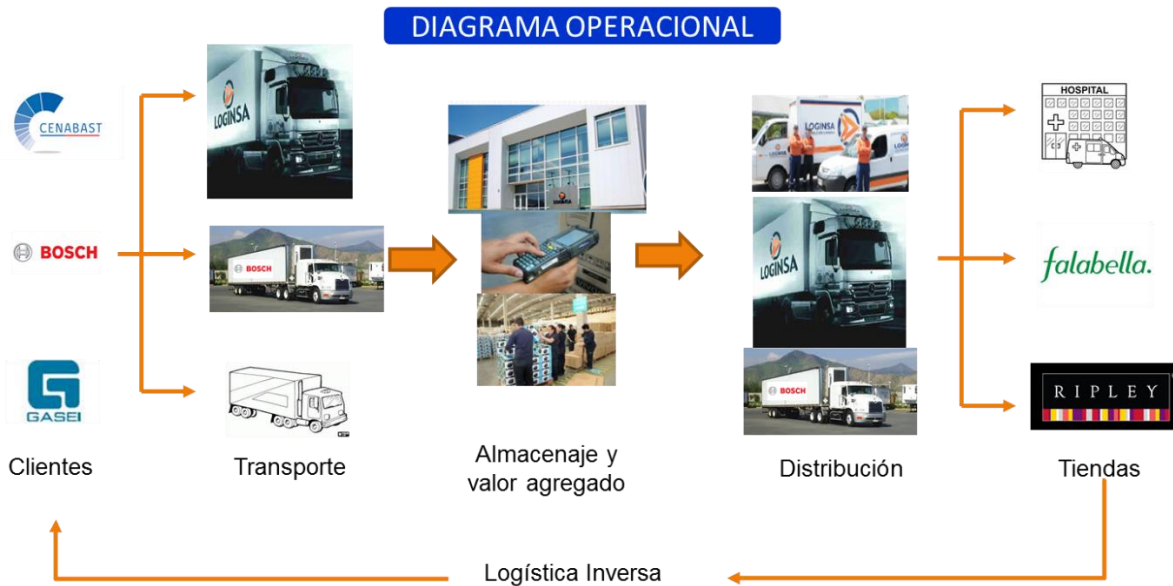 DIAGRAMA OPERACIONAL
CENABAST
BOSCH
GASEI
LOGINSA
BOSCH
LOGINSA
LOGINSA
LOGINSA
BOSCH
HOSPITAL
falabella.
RIPLEY
Clientes
Transporte
Almacenaje y
valor agregado
Distribución
Tiendas
Logística Inversa